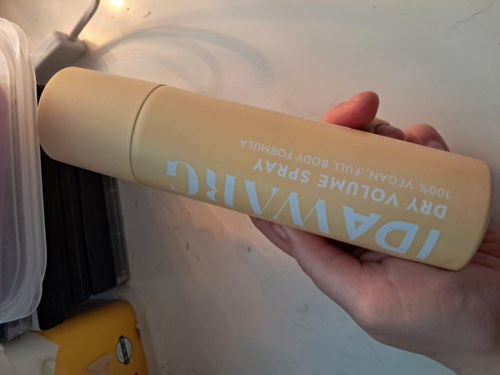 IDAWARG
DRY VOLUME SPRAY
100% VEGAN, FULL BODY FORMULA